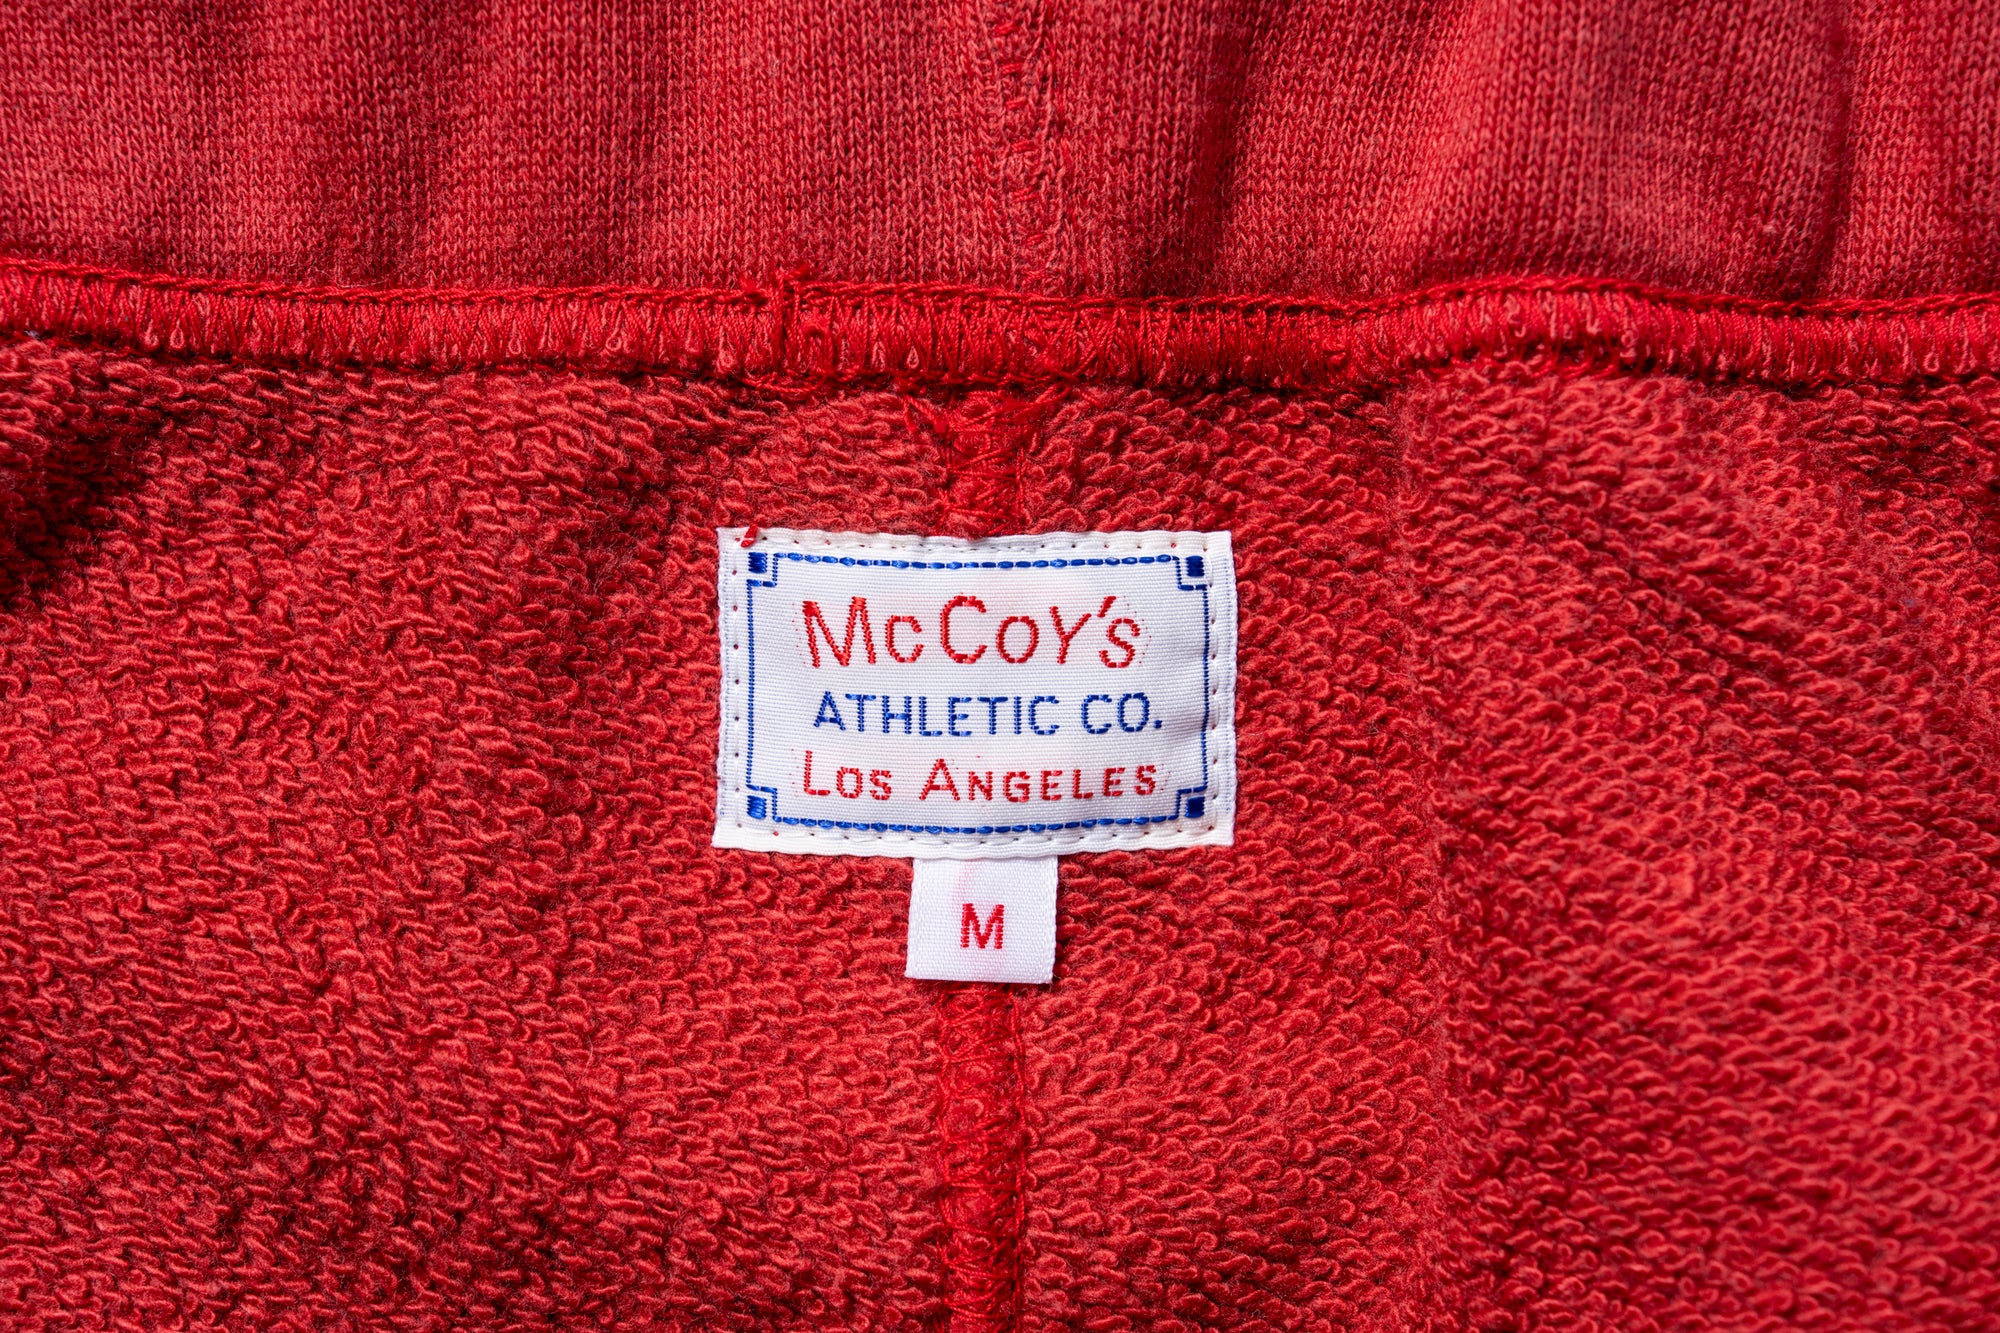 McCoy's
ATHLETIC CO.
Los Angeles
M